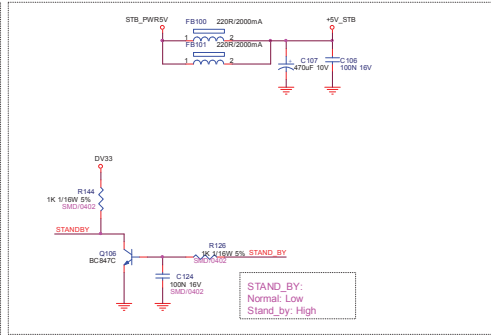 STB_PWR5V
FB100 220R/2000mA
+5V_STB
1 2
FB101 220R/2000mA
1 2
+
C107
470uF 10V
C106
100N 16V
DV33
R144
1K 1/16W 5%
SMD/0402
STANDBY
Q106
BC847C
R126
1K 1/16W 5%
SMD/0402
STAND_BY
C124
100N 16V
SMD/0402
STAND_BY:
Normal: Low
Stand_by: High